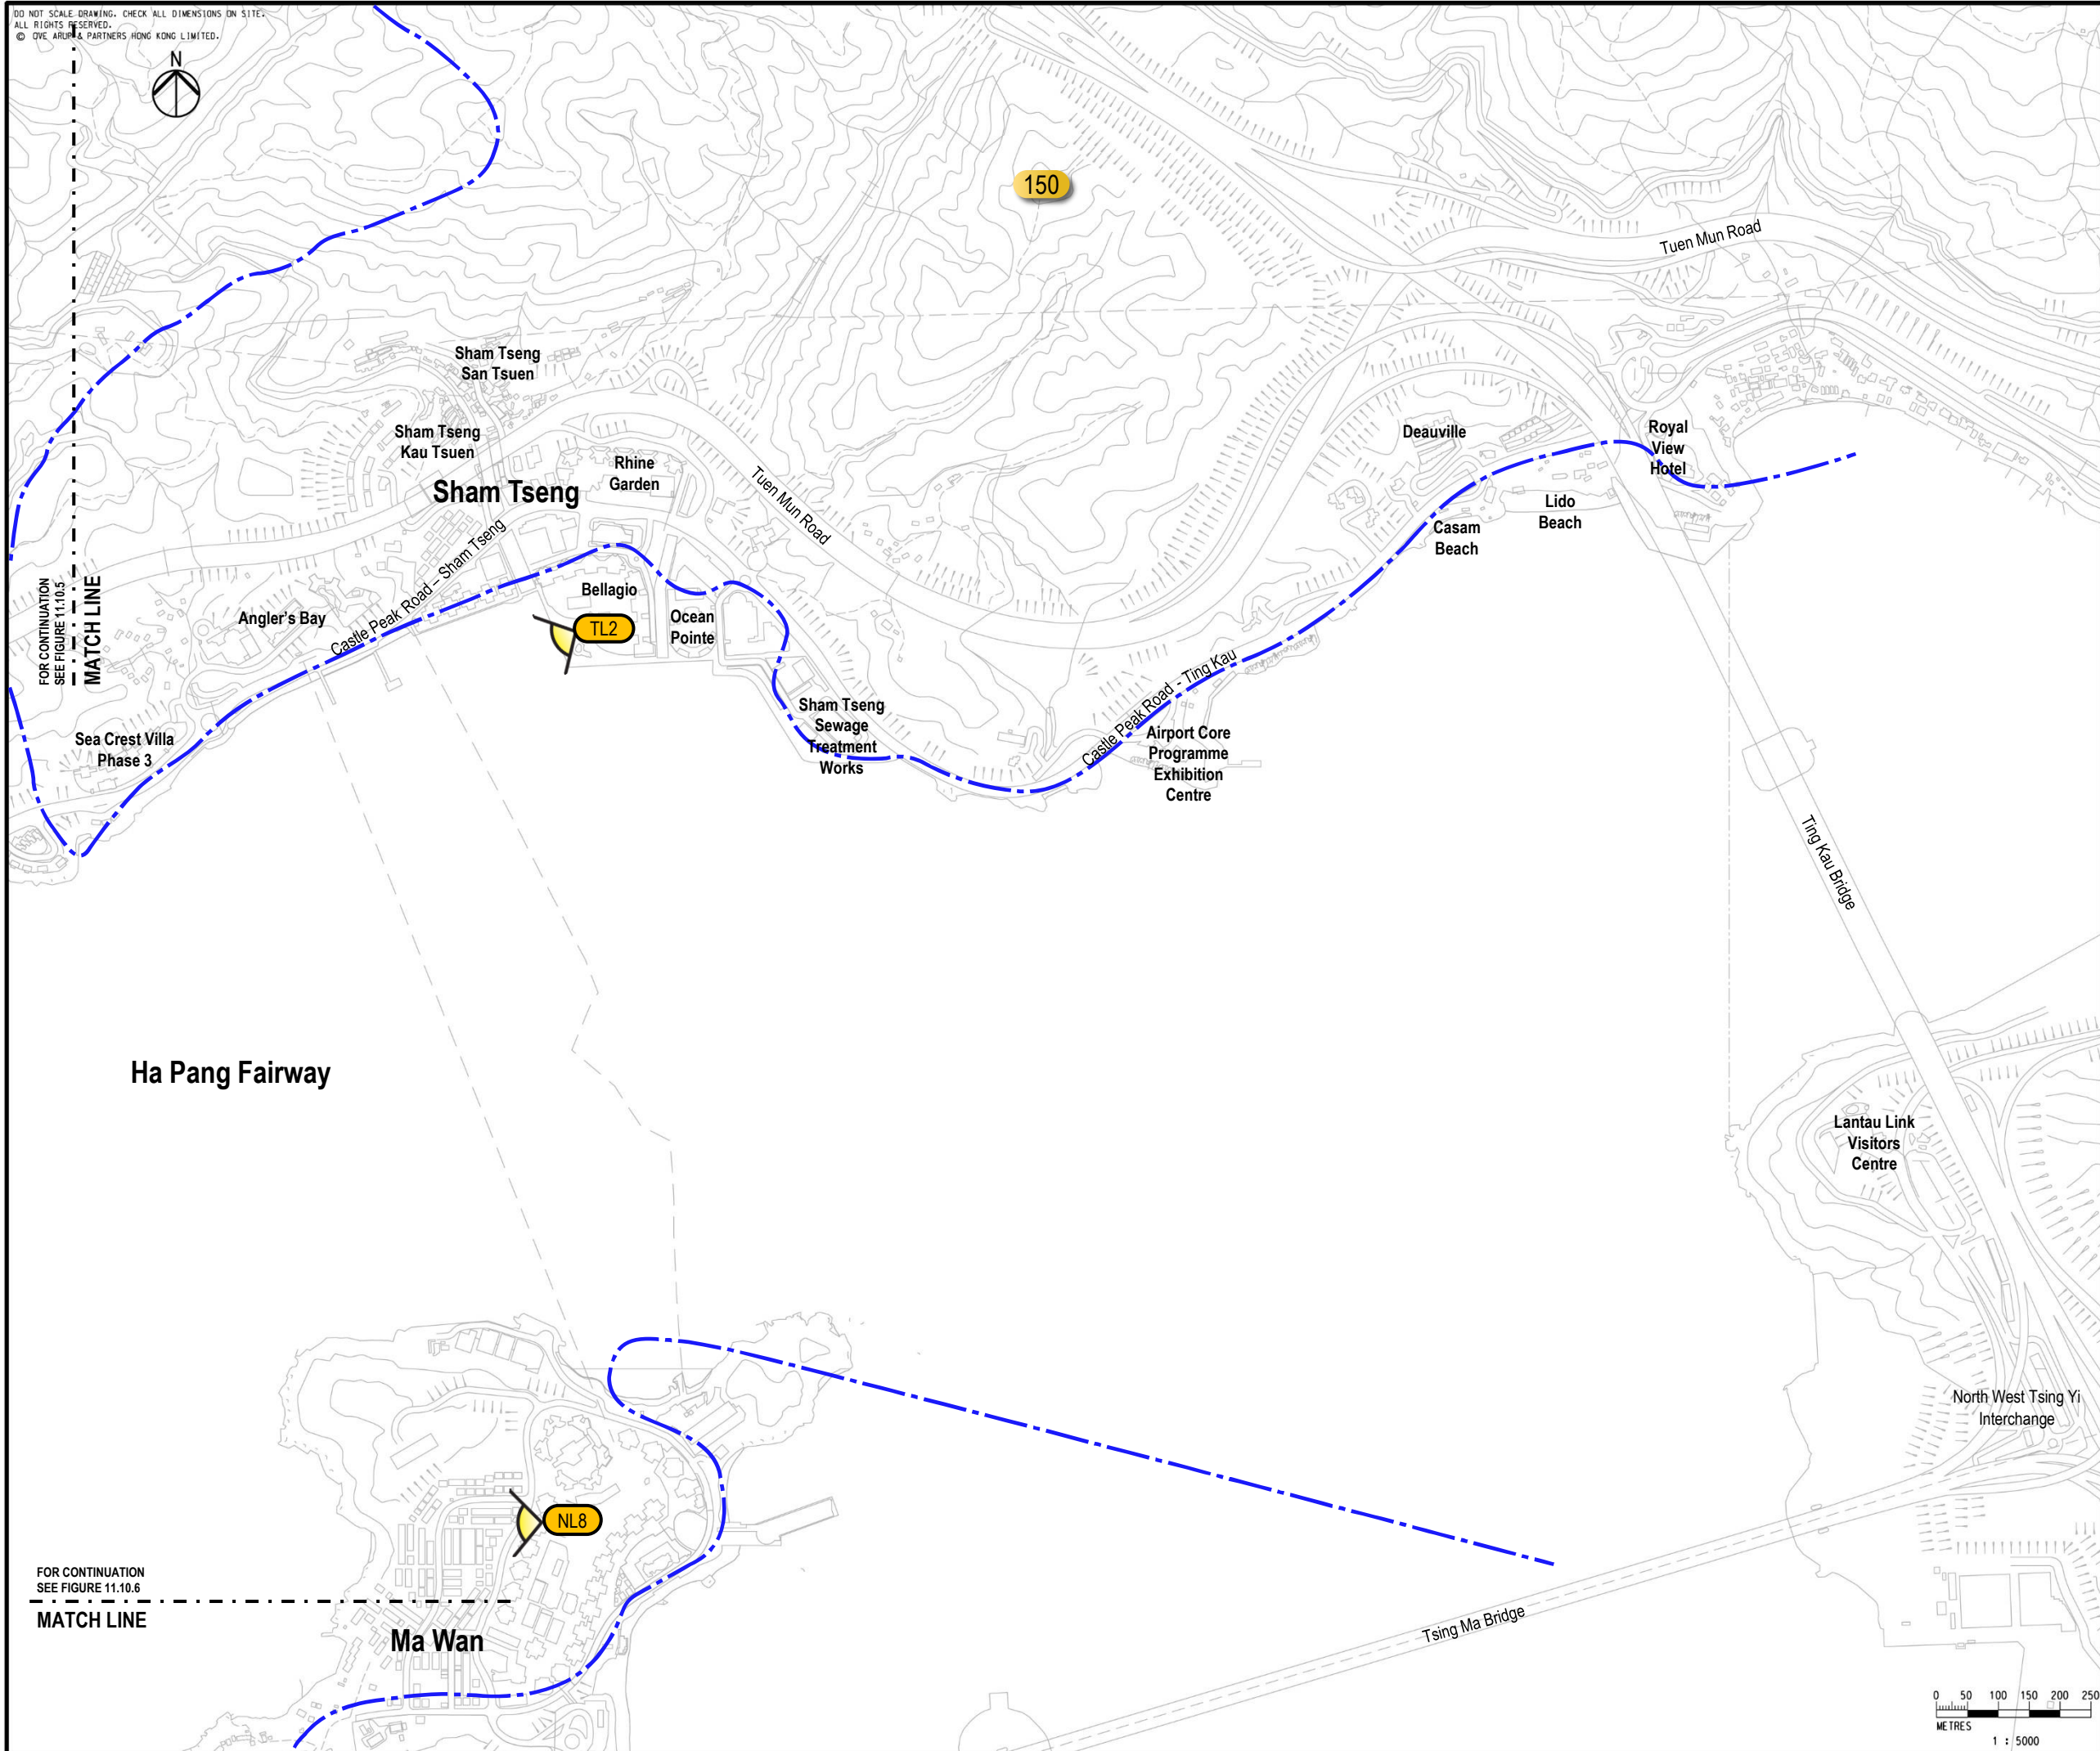 DO NOT SCALE DRAWING. CHECK ALL DIMENSIONS ON SITE.
ALL RIGHTS RESERVED.
© OVE ARUP & PARTNERS HONG KONG LIMITED.
N
150
Tuen Mun Road
Sham Tseng
San Tsuen
Sham Tseng
Kau Tsuen
Rhine
Garden
Sham Tseng
Tuen Mun Road
Deauville
Royal
View
Hotel
Lido
Beach
Casam
Beach
FOR CONTINUATION
SEE FIGURE 11.10.5
MATCH LINE
Angler's Bay
Castle Peak Road – Sham Tseng
Bellagio
TL2
Ocean
Pointe
Sea Crest Villa
Phase 3
Sham Tseng
Sewage
Treatment
Works
Castle Peak Road - Ting Kau
Airport Core
Programme
Exhibition
Centre
Ting Kau Bridge
Ha Pang Fairway
Lantau Link
Visitors
Centre
North West Tsing Yi
Interchange
NL8
FOR CONTINUATION
SEE FIGURE 11.10.6
MATCH LINE
Ma Wan
Tsing Ma Bridge
0 50 100 150 200 250
METRES
1 : 5000